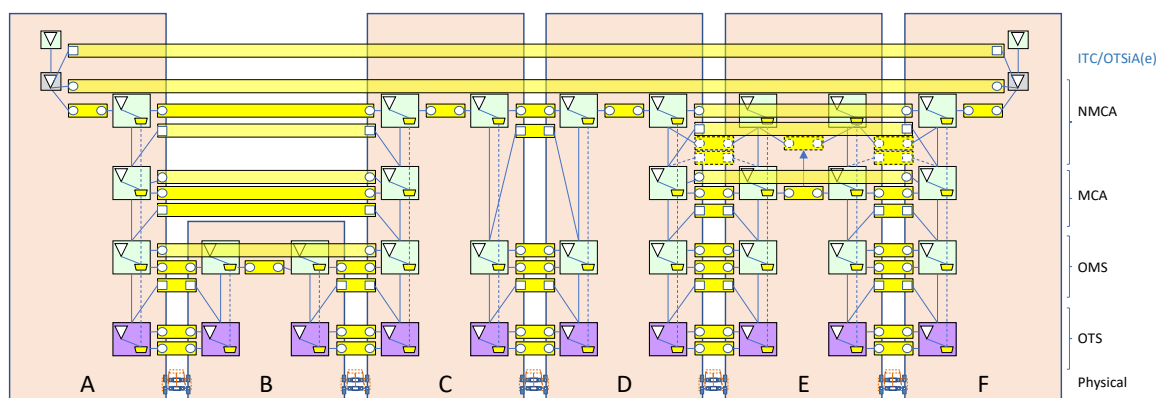 ITC/OTSiA(e)
NMCA
MCA
OMS
OTS
A B C D E F
Physical